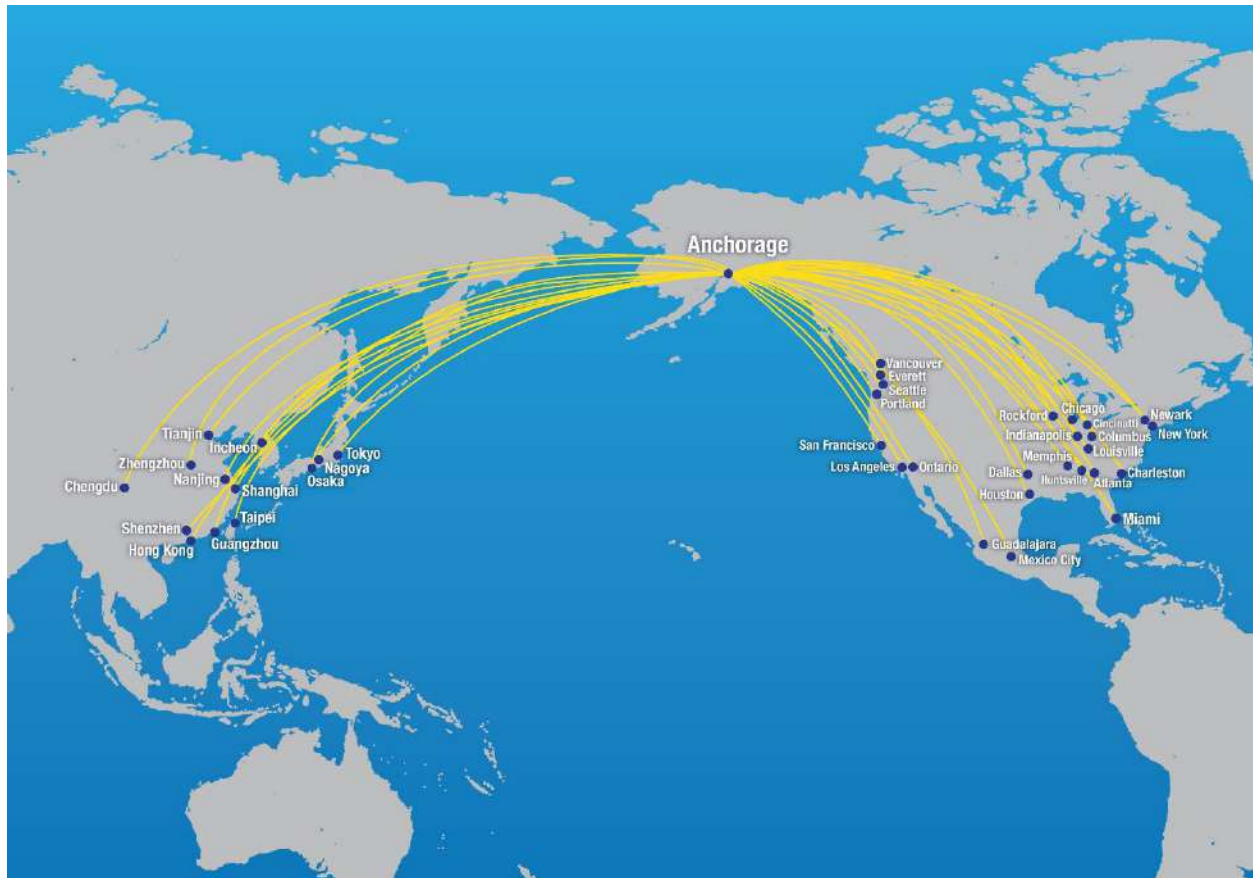 Anchorage
Vancouver
Everett
Seattle
Portland
San Francisco
Los Angeles
Ontario
Rockford
Chicago
Cincinatti
Newark
New York
Indianapolis
Columbus
Louisville
Memphis
Huntsville
Atlanta
Charleston
Dallas
Houston
Miami
Guadalajara
Mexico City
Tianjin
Incheon
Tokyo
Nagoya
Osaka
Zhengzhou
Nanjing
Chengdu
Shanghai
Taipei
Shenzhen
Guangzhou
Hong Kong